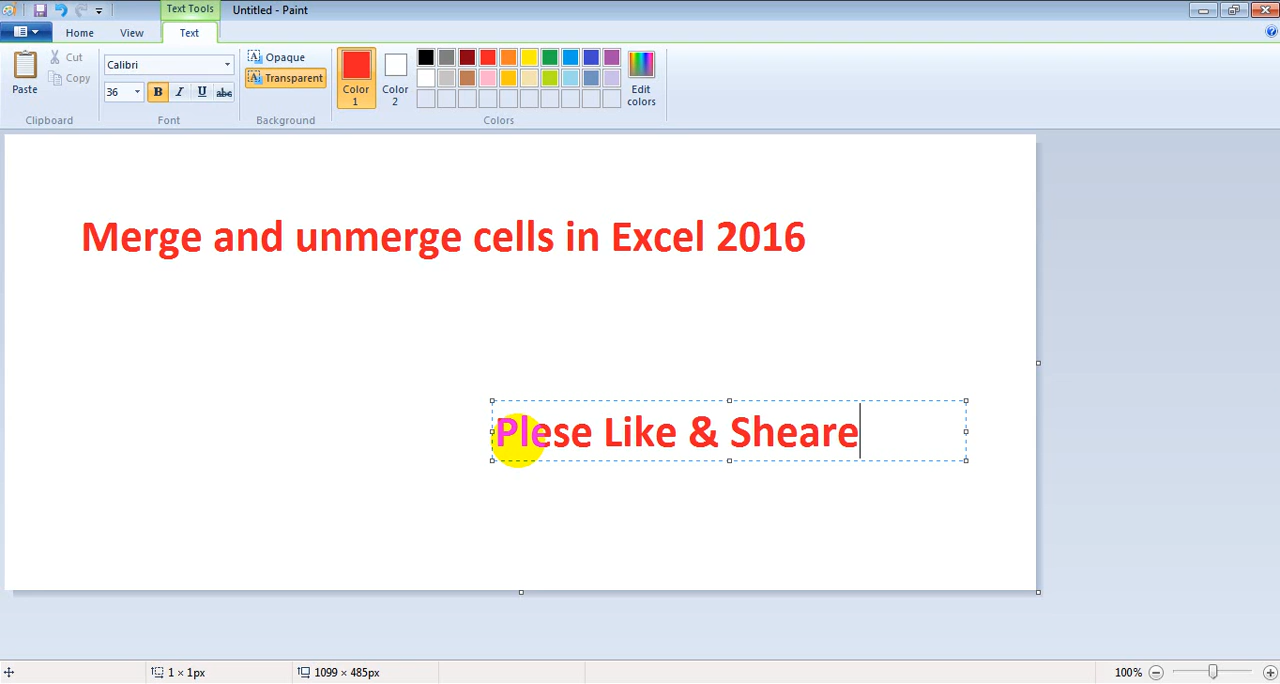 Untitled - Paint
Text Tools
Home
View
Text
Paste
Cut
Copy
Clipboard
Calibri
36
B I U abc
Font
Opaque
Transparent
Background
Color 1
Color 2
Edit colors
Colors
Merge and unmerge cells in Excel 2016
Plese Like & Sheare
1 × 1px
1099 × 485px
100%